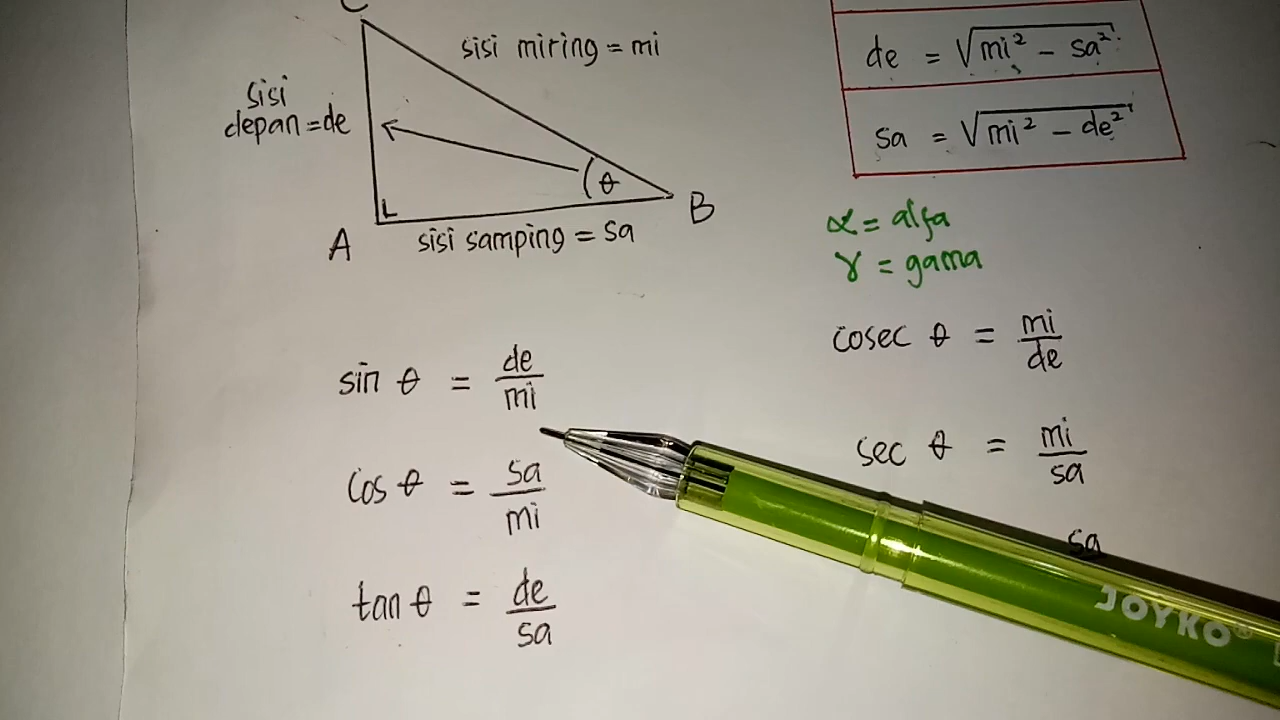 C
sisi miring = mi
sisi
depan = de
θ
A
B
sisi samping = sa
de = √mi² - sa²
sa = √mi² - de²
α = alfa
γ = gama
sin θ = de/mi
cos θ = sa/mi
tan θ = de/sa
cosec θ = mi/de
sec θ = mi/sa
sa
JOYKO®